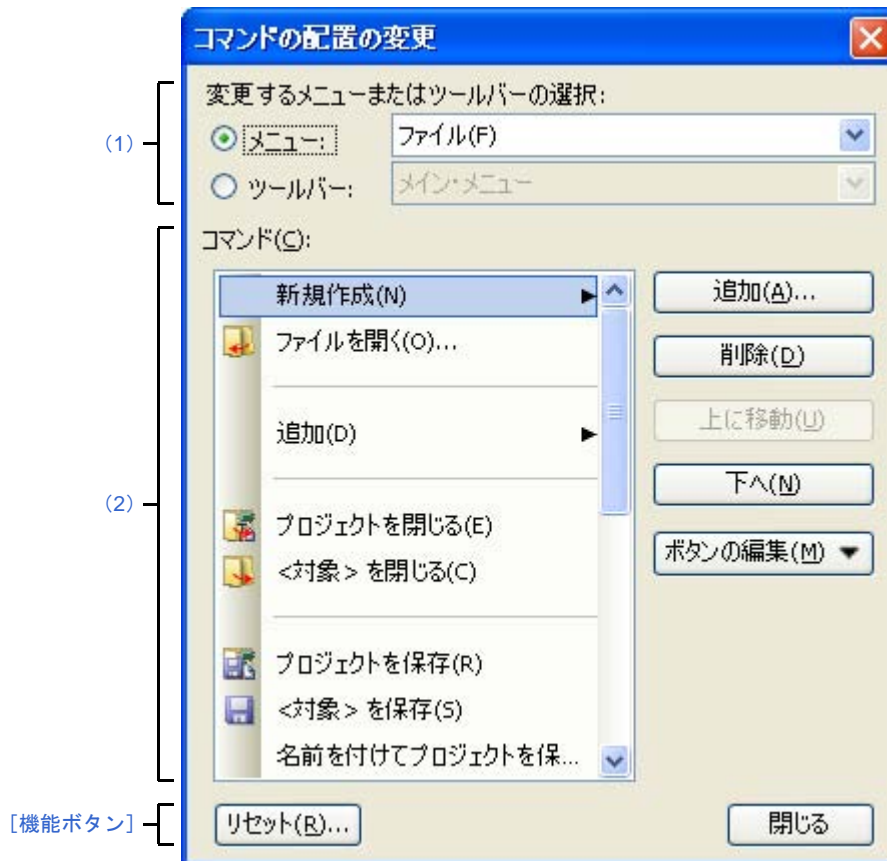 コマンドの配置の変更
変更するメニューまたはツールバーの選択:
(1)
メニュー:
ファイル(F)
ツールバー:
メイン・メニュー
コマンド(C):
新規作成(N)
追加(A)...
ファイルを開く(O)...
削除(D)
上に移動(U)
追加(D)
下へ(N)
(2)
プロジェクトを閉じる(E)
ボタンの編集(M)
<対象> を閉じる(C)
プロジェクトを保存(R)
<対象> を保存(S)
名前を付けてプロジェクトを保...
[機能ボタン]
リセット(R)...
閉じる